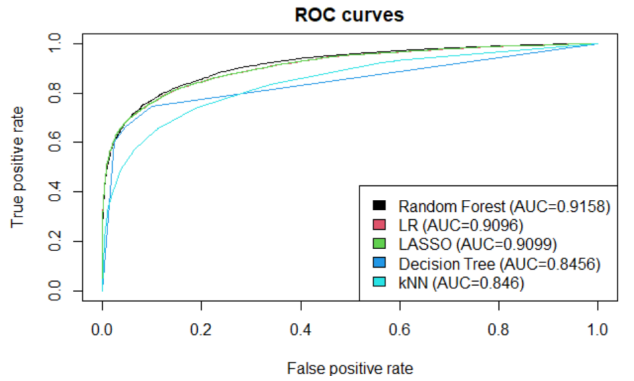 ROC curves
True positive rate
1.0
0.8
0.6
0.4
0.2
0.0
Random Forest (AUC=0.9158)
LR (AUC=0.9096)
LASSO (AUC=0.9099)
Decision Tree (AUC=0.8456)
kNN (AUC=0.846)
0.0 0.2 0.4 0.6 0.8 1.0
False positive rate